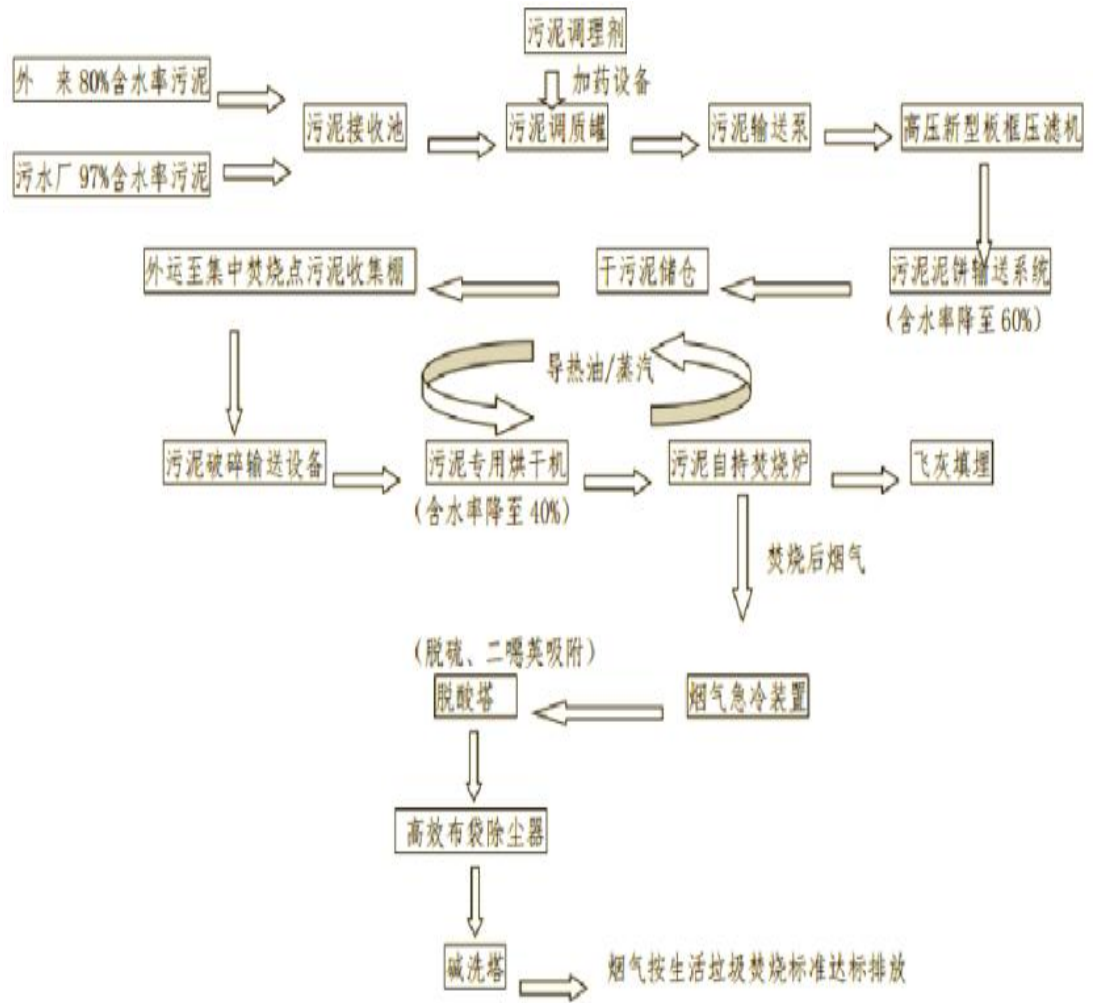 污泥调理剂
外 来 80%含水率污泥
加药设备
污泥接收池
污泥调质罐
污泥输送泵
高压新型板框压滤机
污水厂 97%含水率污泥
外运至集中焚烧点污泥收集棚
干污泥储仓
污泥泥饼输送系统
(含水率降至 60%)
导热油/蒸汽
污泥破碎输送设备
污泥专用烘干机
污泥自持焚烧炉
飞灰填埋
(含水率降至 40%)
焚烧后烟气
(脱硫、二噁英吸附)
脱酸塔
烟气急冷装置
高效布袋除尘器
碱洗塔
烟气按生活垃圾焚烧标准达标排放